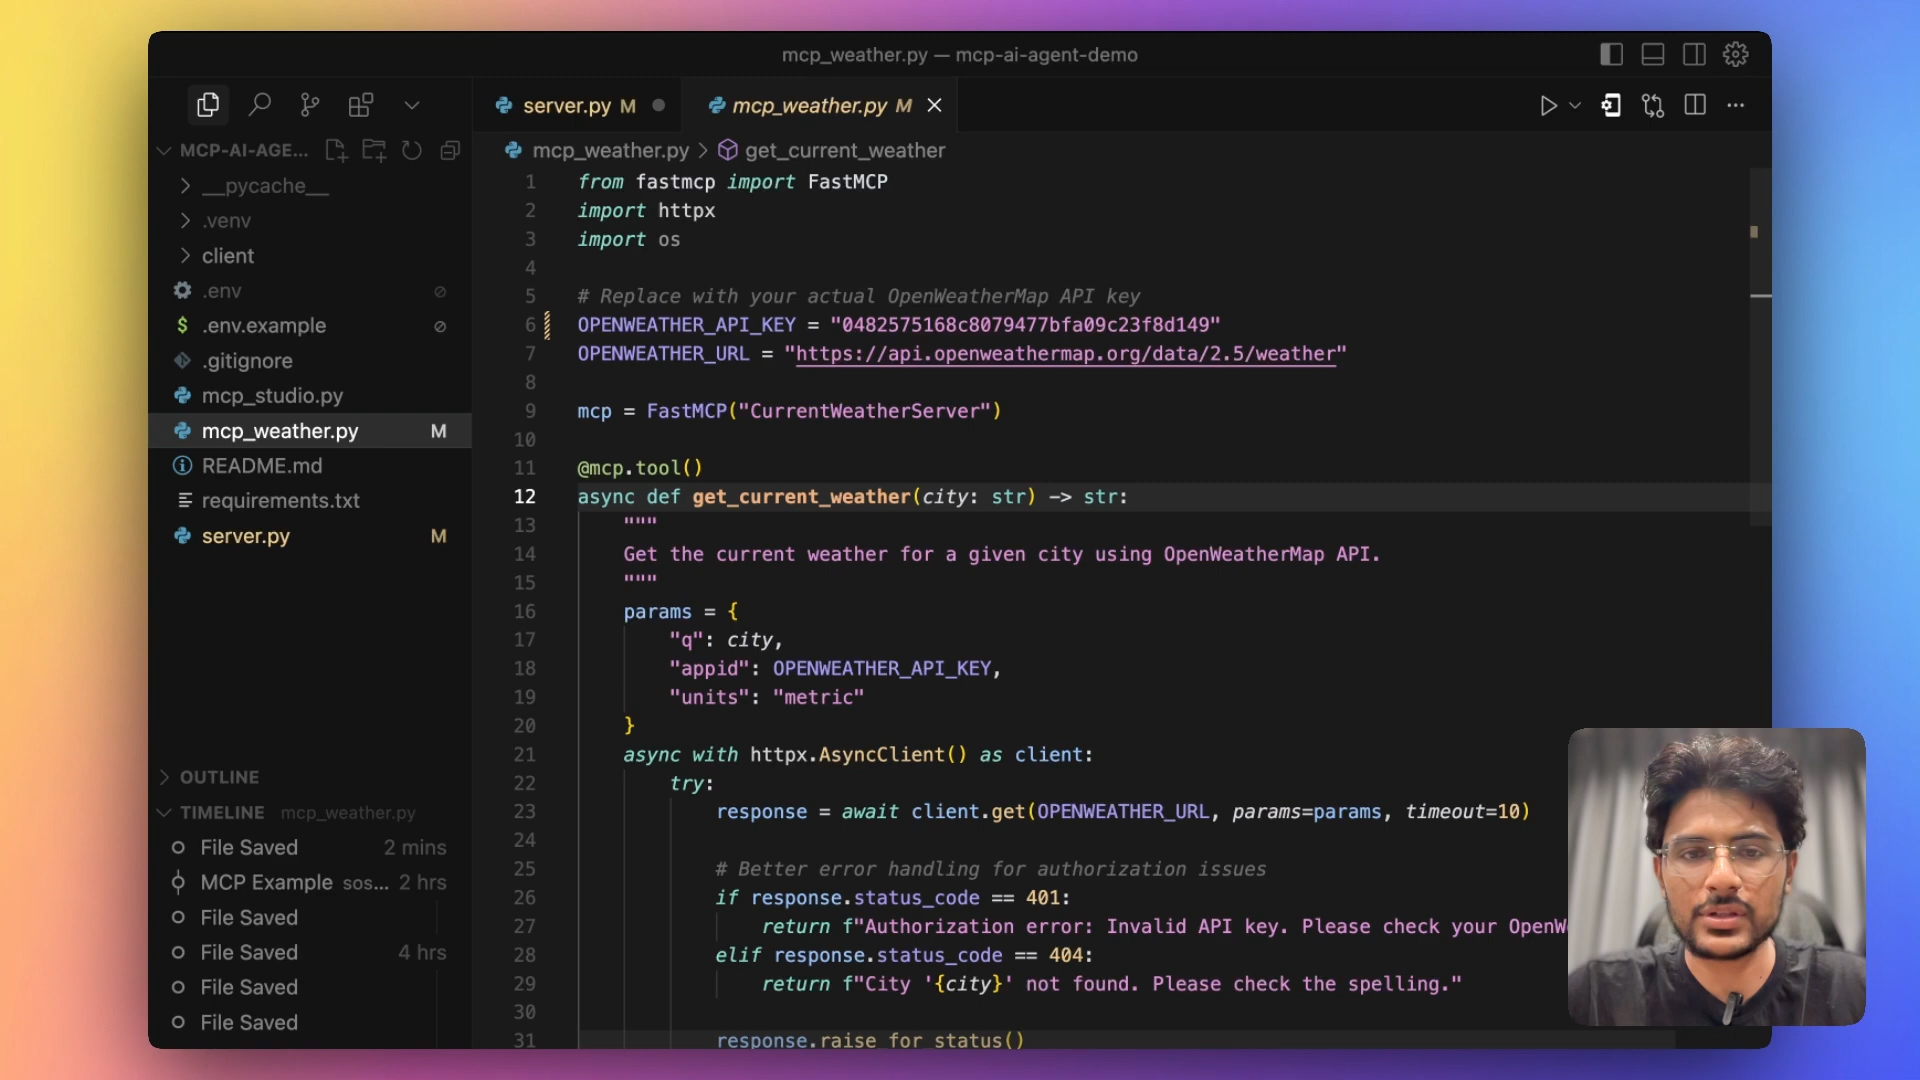 mcp_weather.py — mcp-ai-agent-demo
server.py M
mcp_weather.py M
MCP-AI-AGE...
mcp_weather.py > get_current_weather
__pycache__
.venv
client
.env
.env.example
.gitignore
mcp_studio.py
mcp_weather.py M
README.md
requirements.txt
server.py M
OUTLINE
TIMELINE mcp_weather.py
File Saved 2 mins
MCP Example sos... 2 hrs
File Saved
File Saved 4 hrs
File Saved
File Saved
1 from fastmcp import FastMCP
2 import httpx
3 import os
4
5 # Replace with your actual OpenWeatherMap API key
6 OPENWEATHER_API_KEY = "0482575168c8079477bfa09c23f8d149"
7 OPENWEATHER_URL = "https://api.openweathermap.org/data/2.5/weather"
8
9 mcp = FastMCP("CurrentWeatherServer")
10
11 @mcp.tool()
12 async def get_current_weather(city: str) -> str:
13 """
14 Get the current weather for a given city using OpenWeatherMap API.
15 """
16 params = {
17 "q": city,
18 "appid": OPENWEATHER_API_KEY,
19 "units": "metric"
20 }
21 async with httpx.AsyncClient() as client:
22 try:
23 response = await client.get(OPENWEATHER_URL, params=params, timeout=10)
24
25 # Better error handling for authorization issues
26 if response.status_code == 401:
27 return f"Authorization error: Invalid API key. Please check your OpenW
28 elif response.status_code == 404:
29 return f"City '{city}' not found. Please check the spelling."
30
31 response.raise_for_status()